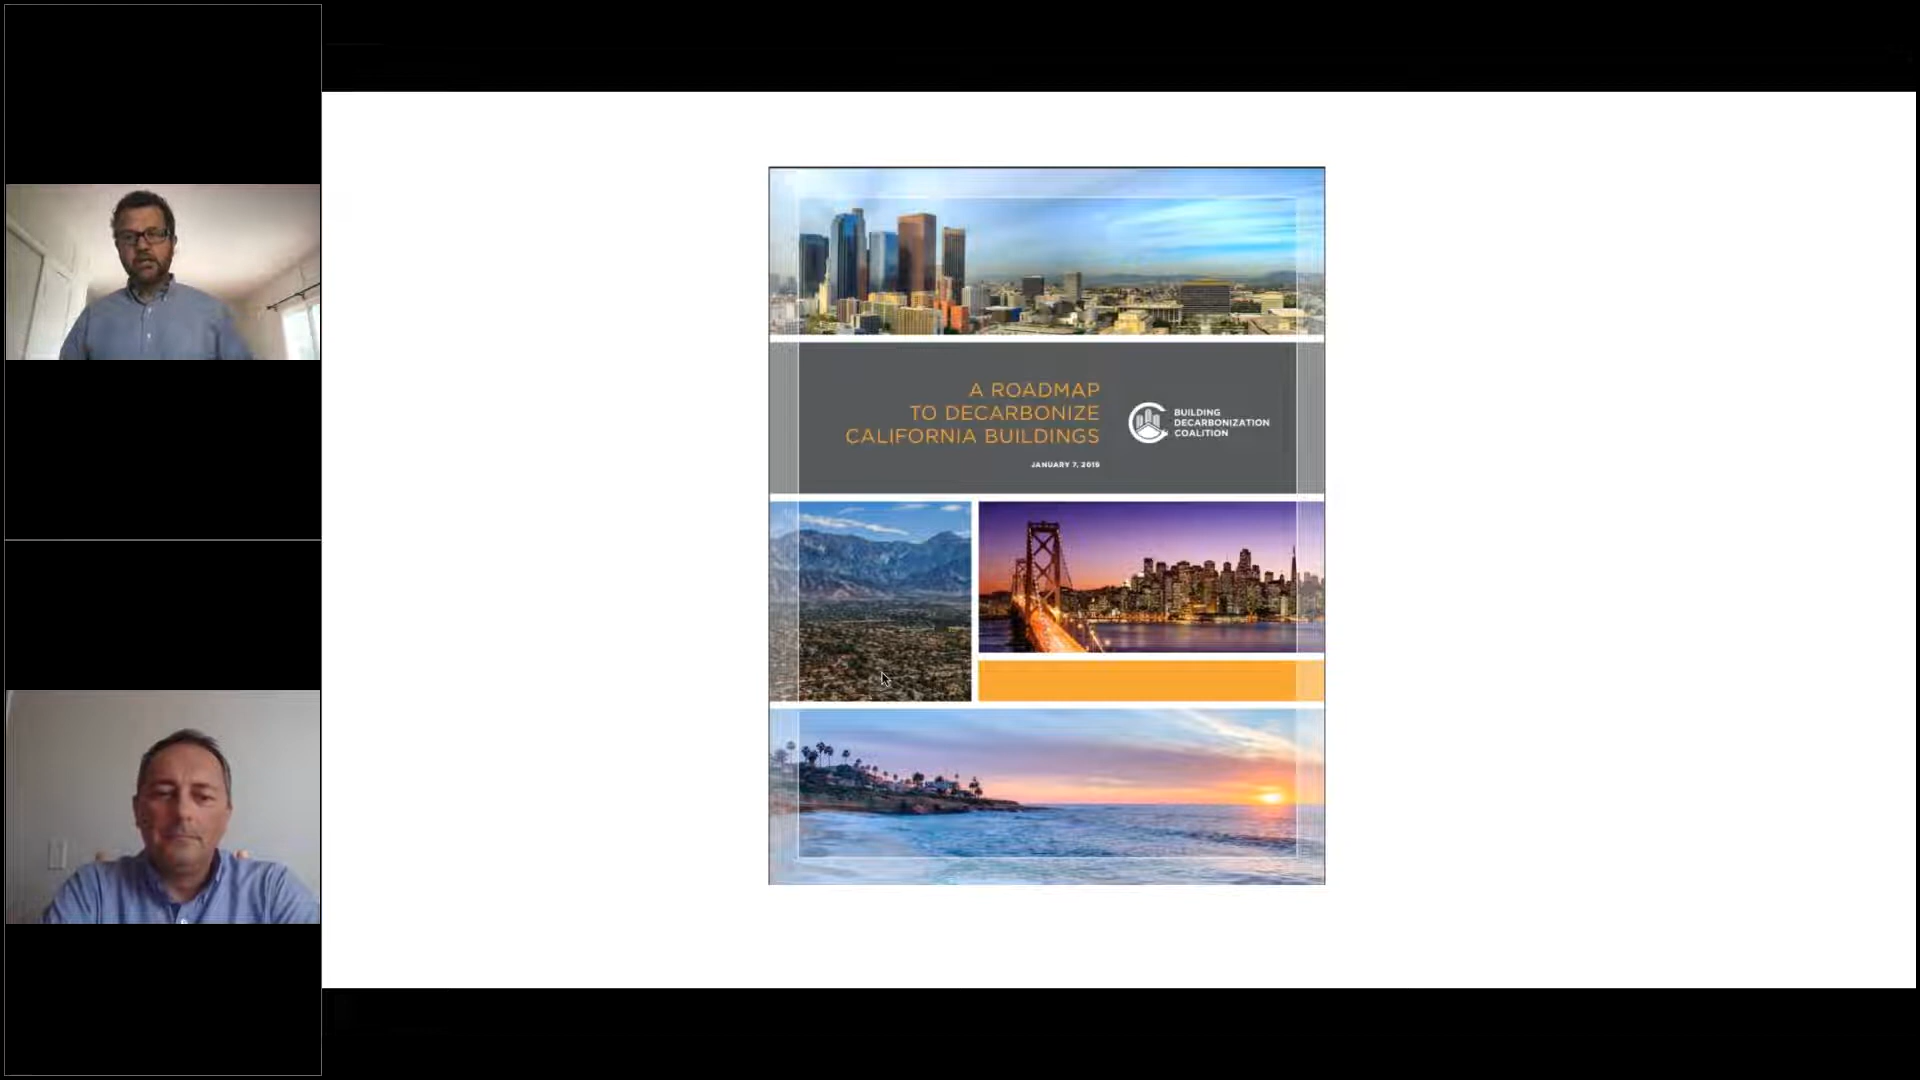 A ROADMAP
TO DECARBONIZE
CALIFORNIA BUILDINGS
JANUARY 7, 2019
BUILDING
DECARBONIZATION
COALITION